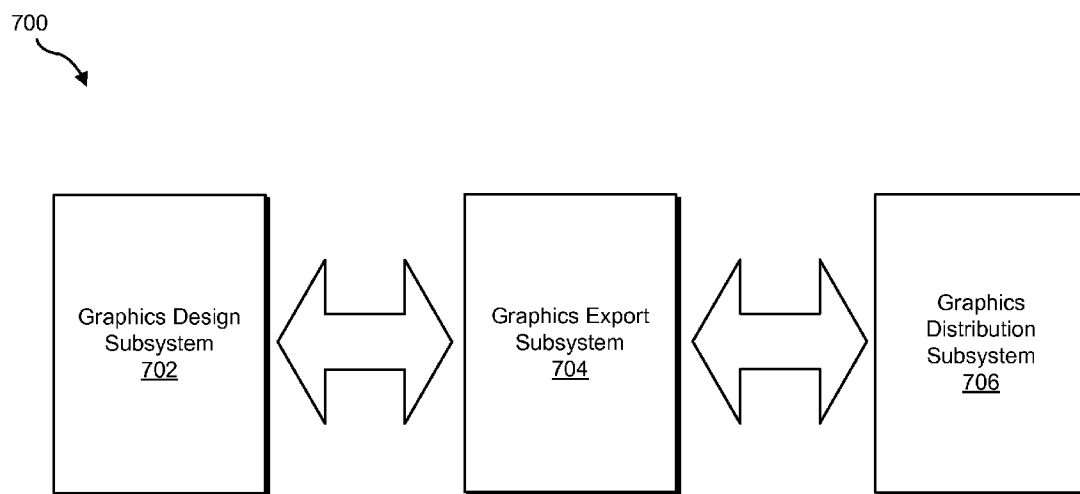 700
Graphics Design
Subsystem
702
Graphics Export
Subsystem
704
Graphics
Distribution
Subsystem
706